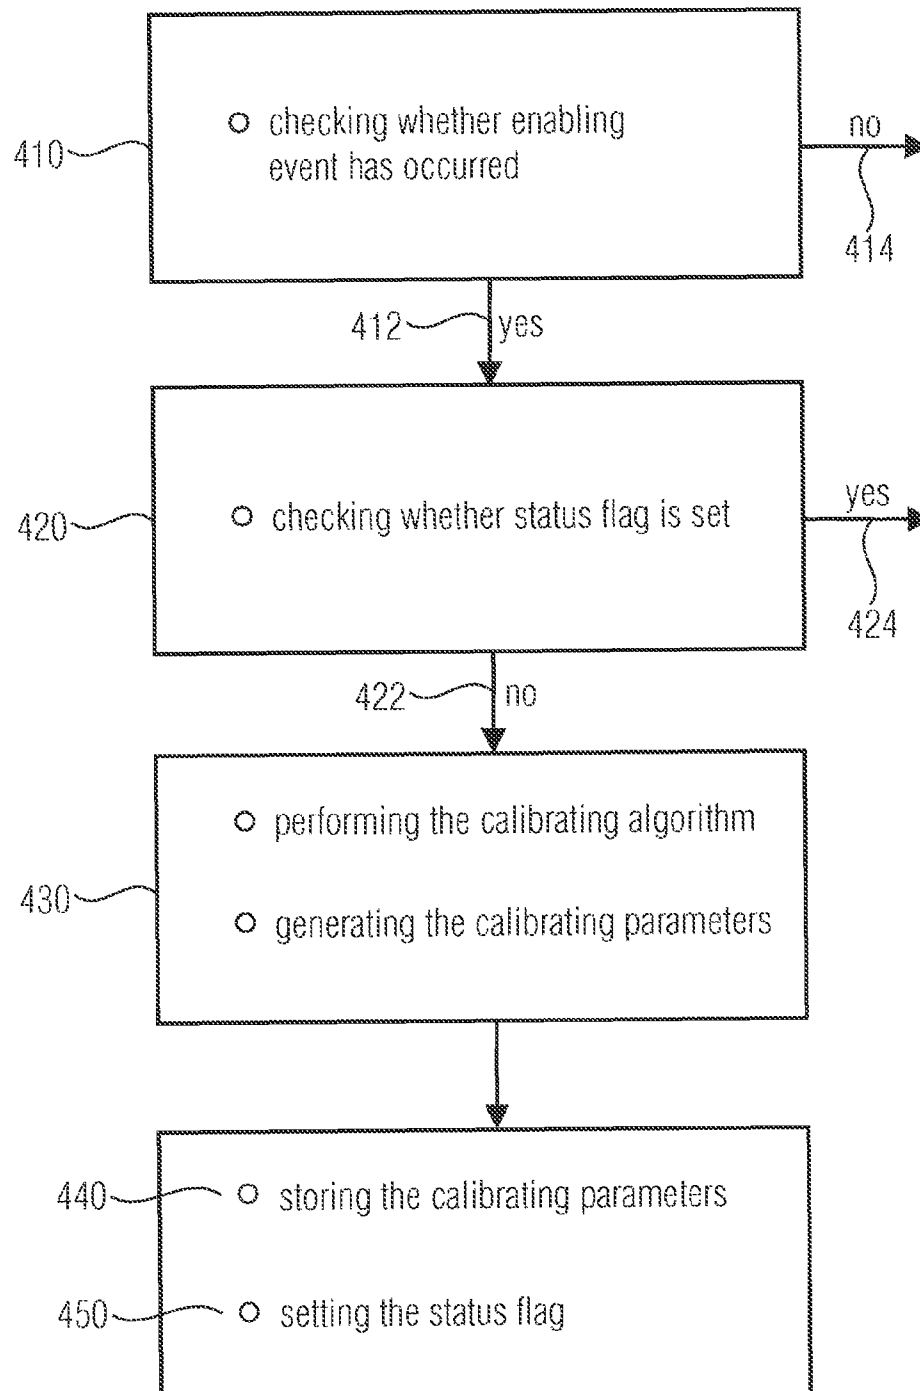 checking whether enabling
event has occurred
410
no
414
412
yes
checking whether status flag is set
420
yes
424
422
no
performing the calibrating algorithm
430
generating the calibrating parameters
440
storing the calibrating parameters
450
setting the status flag